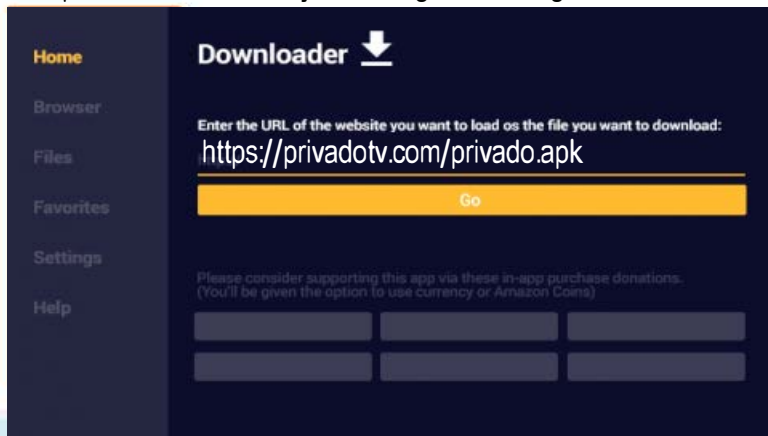 Home
Downloader
Browser
Enter the URL of the website you want to load os the file you want to download:
https://privadotv.com/privado.apk
Files
Go
Favorites
Settings
Please consider supporting this app via these in-app purchase donations.
(You'll be given the option to use currency or Amazon Coins)
Help